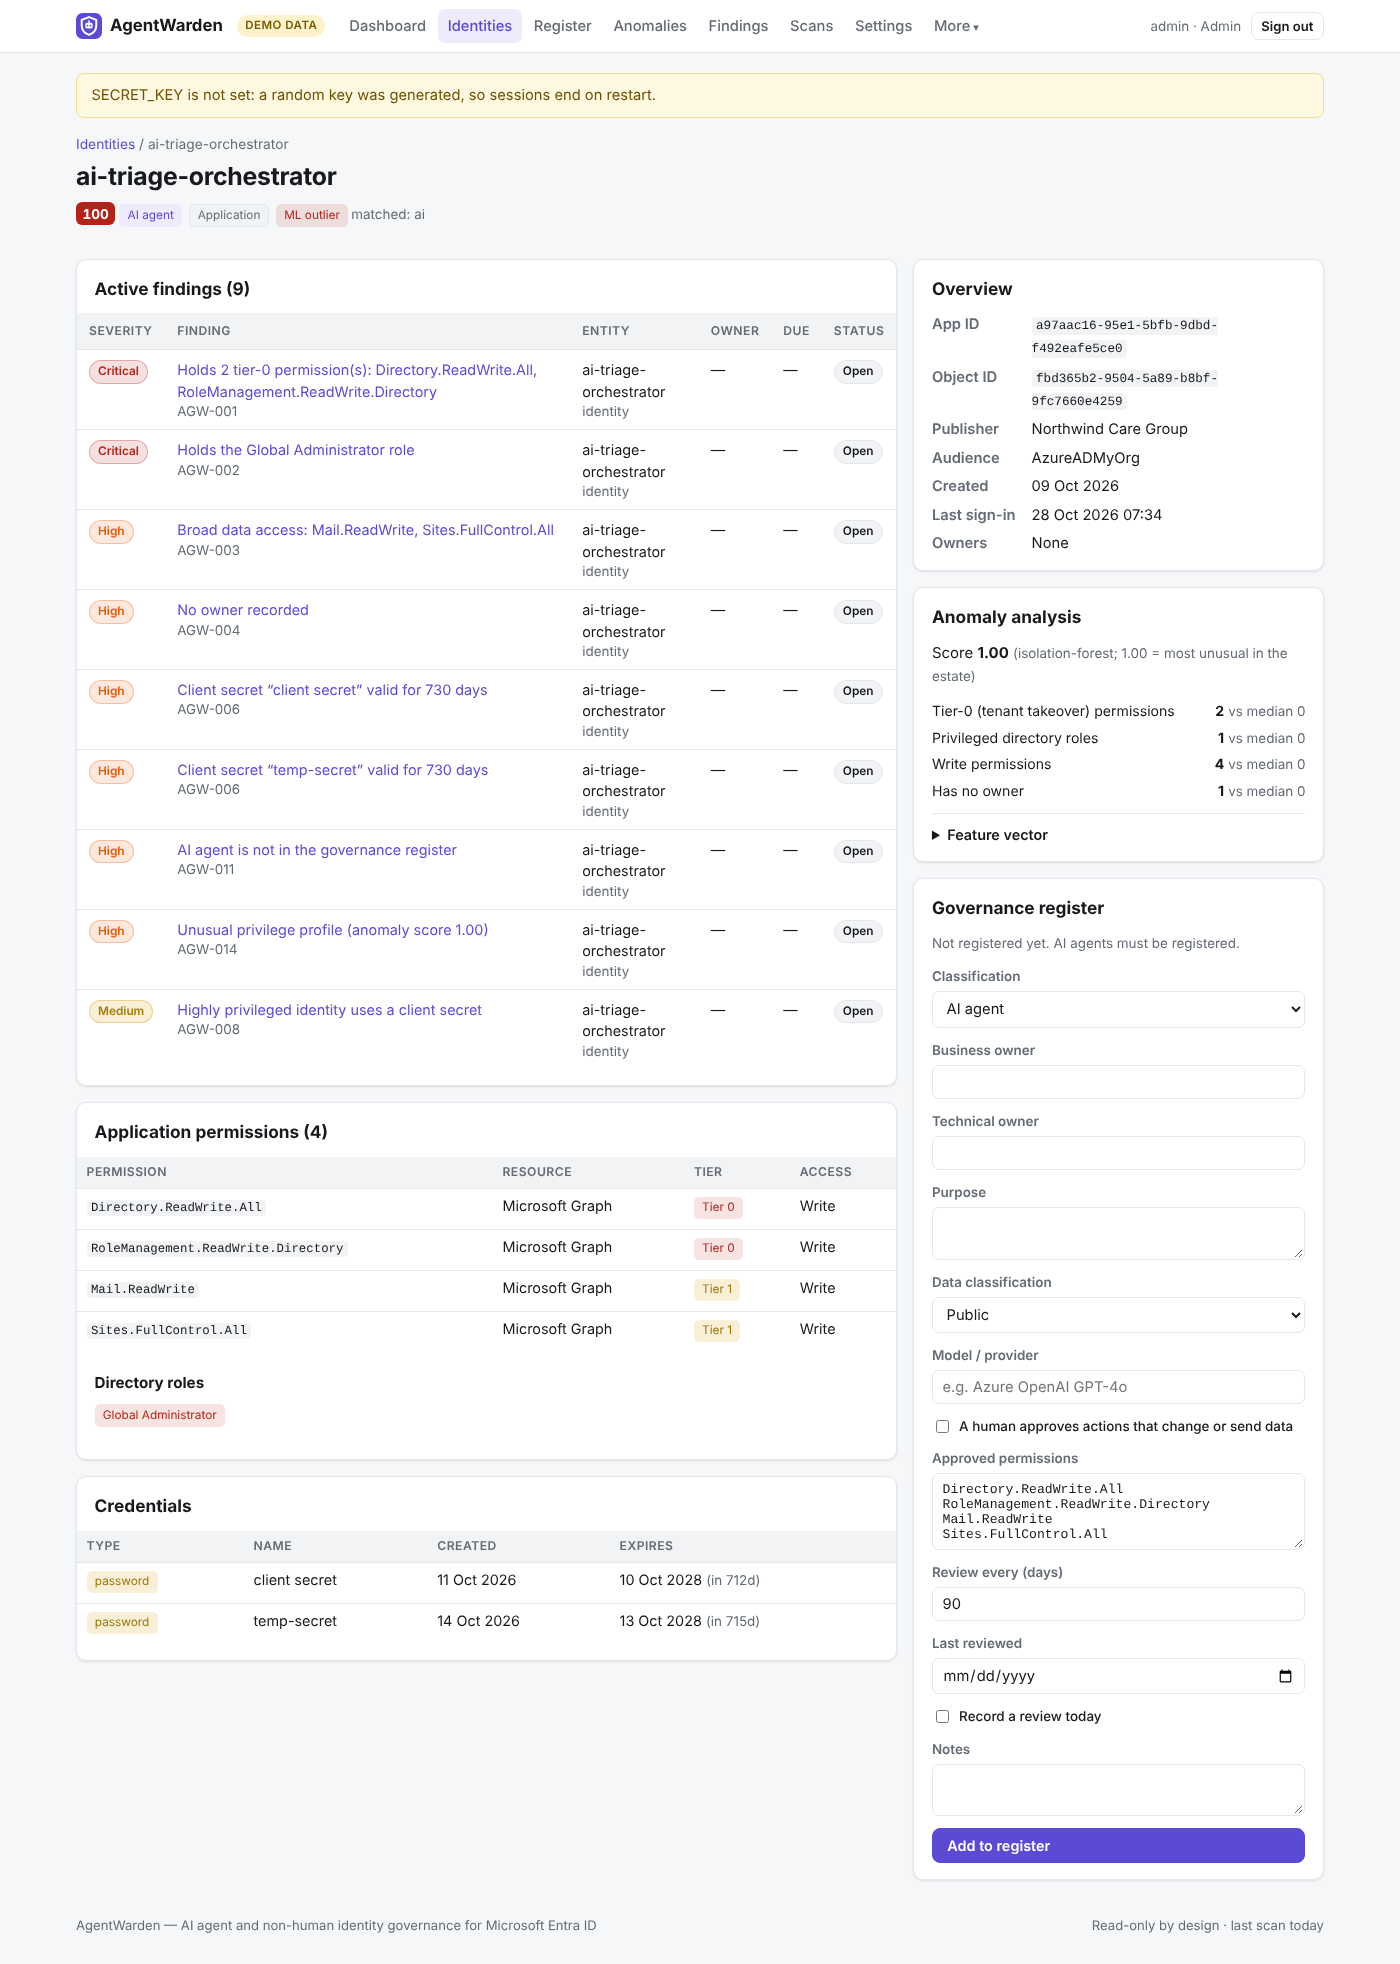 AgentWarden DEMO DATA Dashboard Identities Register Anomalies Findings Scans Settings More ▾ admin · Admin Sign out
SECRET_KEY is not set: a random key was generated, so sessions end on restart.
Identities / ai-triage-orchestrator
ai-triage-orchestrator
100 AI agent Application ML outlier matched: ai
Active findings (9)
SEVERITY FINDING ENTITY OWNER DUE STATUS
Critical Holds 2 tier-0 permission(s): Directory.ReadWrite.All, ai-triage- — — Open
RoleManagement.ReadWrite.Directory orchestrator
AGW-001 identity
Critical Holds the Global Administrator role ai-triage- — — Open
AGW-002 orchestrator
identity
High Broad data access: Mail.ReadWrite, Sites.FullControl.All ai-triage- — — Open
AGW-003 orchestrator
identity
High No owner recorded ai-triage- — — Open
AGW-004 orchestrator
identity
High Client secret “client secret” valid for 730 days ai-triage- — — Open
AGW-006 orchestrator
identity
High Client secret “temp-secret” valid for 730 days ai-triage- — — Open
AGW-006 orchestrator
identity
High AI agent is not in the governance register ai-triage- — — Open
AGW-011 orchestrator
identity
High Unusual privilege profile (anomaly score 1.00) ai-triage- — — Open
AGW-014 orchestrator
identity
Medium Highly privileged identity uses a client secret ai-triage- — — Open
AGW-008 orchestrator
identity
Application permissions (4)
PERMISSION RESOURCE TIER ACCESS
Directory.ReadWrite.All Microsoft Graph Tier 0 Write
RoleManagement.ReadWrite.Directory Microsoft Graph Tier 0 Write
Mail.ReadWrite Microsoft Graph Tier 1 Write
Sites.FullControl.All Microsoft Graph Tier 1 Write
Directory roles
Global Administrator
Credentials
TYPE NAME CREATED EXPIRES
password client secret 11 Oct 2026 10 Oct 2028 (in 712d)
password temp-secret 14 Oct 2026 13 Oct 2028 (in 715d)
Overview
App ID a97aac16-95e1-5bfb-9dbd-
f492eafe5ce0
Object ID fbd365b2-9504-5a89-b8bf-
9fc7660e4259
Publisher Northwind Care Group
Audience AzureADMyOrg
Created 09 Oct 2026
Last sign-in 28 Oct 2026 07:34
Owners None
Anomaly analysis
Score 1.00 (isolation-forest; 1.00 = most unusual in the
estate)
Tier-0 (tenant takeover) permissions 2 vs median 0
Privileged directory roles 1 vs median 0
Write permissions 4 vs median 0
Has no owner 1 vs median 0
▶ Feature vector
Governance register
Not registered yet. AI agents must be registered.
Classification
AI agent
Business owner
Technical owner
Purpose
Data classification
Public
Model / provider
e.g. Azure OpenAI GPT-4o
A human approves actions that change or send data
Approved permissions
Directory.ReadWrite.All
RoleManagement.ReadWrite.Directory
Mail.ReadWrite
Sites.FullControl.All
Review every (days)
90
Last reviewed
mm/dd/yyyy
Record a review today
Notes
Add to register
AgentWarden — AI agent and non-human identity governance for Microsoft Entra ID Read-only by design · last scan today